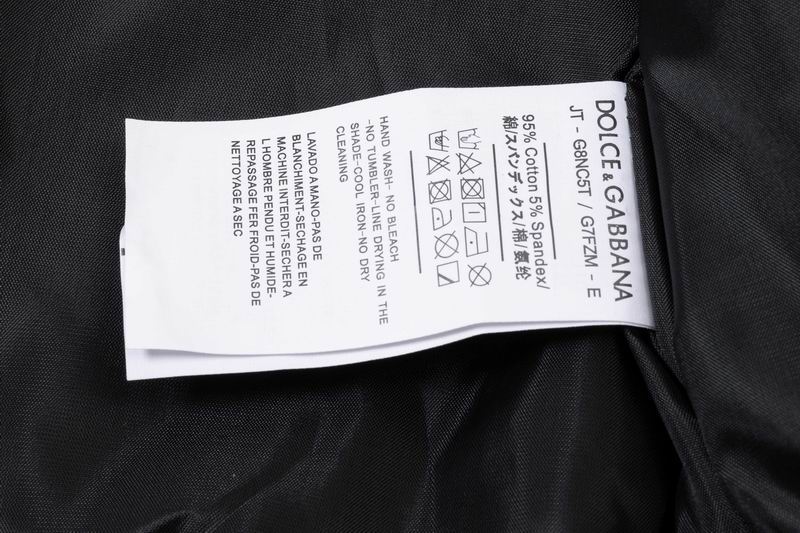 DOLCE & GABBANA
JT - G8NC5T / G7FZM - E
95% Cotton 5% Spandex/
綿/スパンデックス/棉/氨纶
HAND WASH- NO BLEACH
-NO TUMBLER-LINE DRYING IN THE
SHADE-COOL IRON-NO DRY
CLEANING
LAVADO A MANO-PAS DE
BLANCHIMENT-SECHAGE EN
MACHINE INTERDIT-SECHER A
L HOMBRE PENDU ET HUMIDE-
REPASSAGE FER FROID-PAS DE
NETTOYAGE A SEC